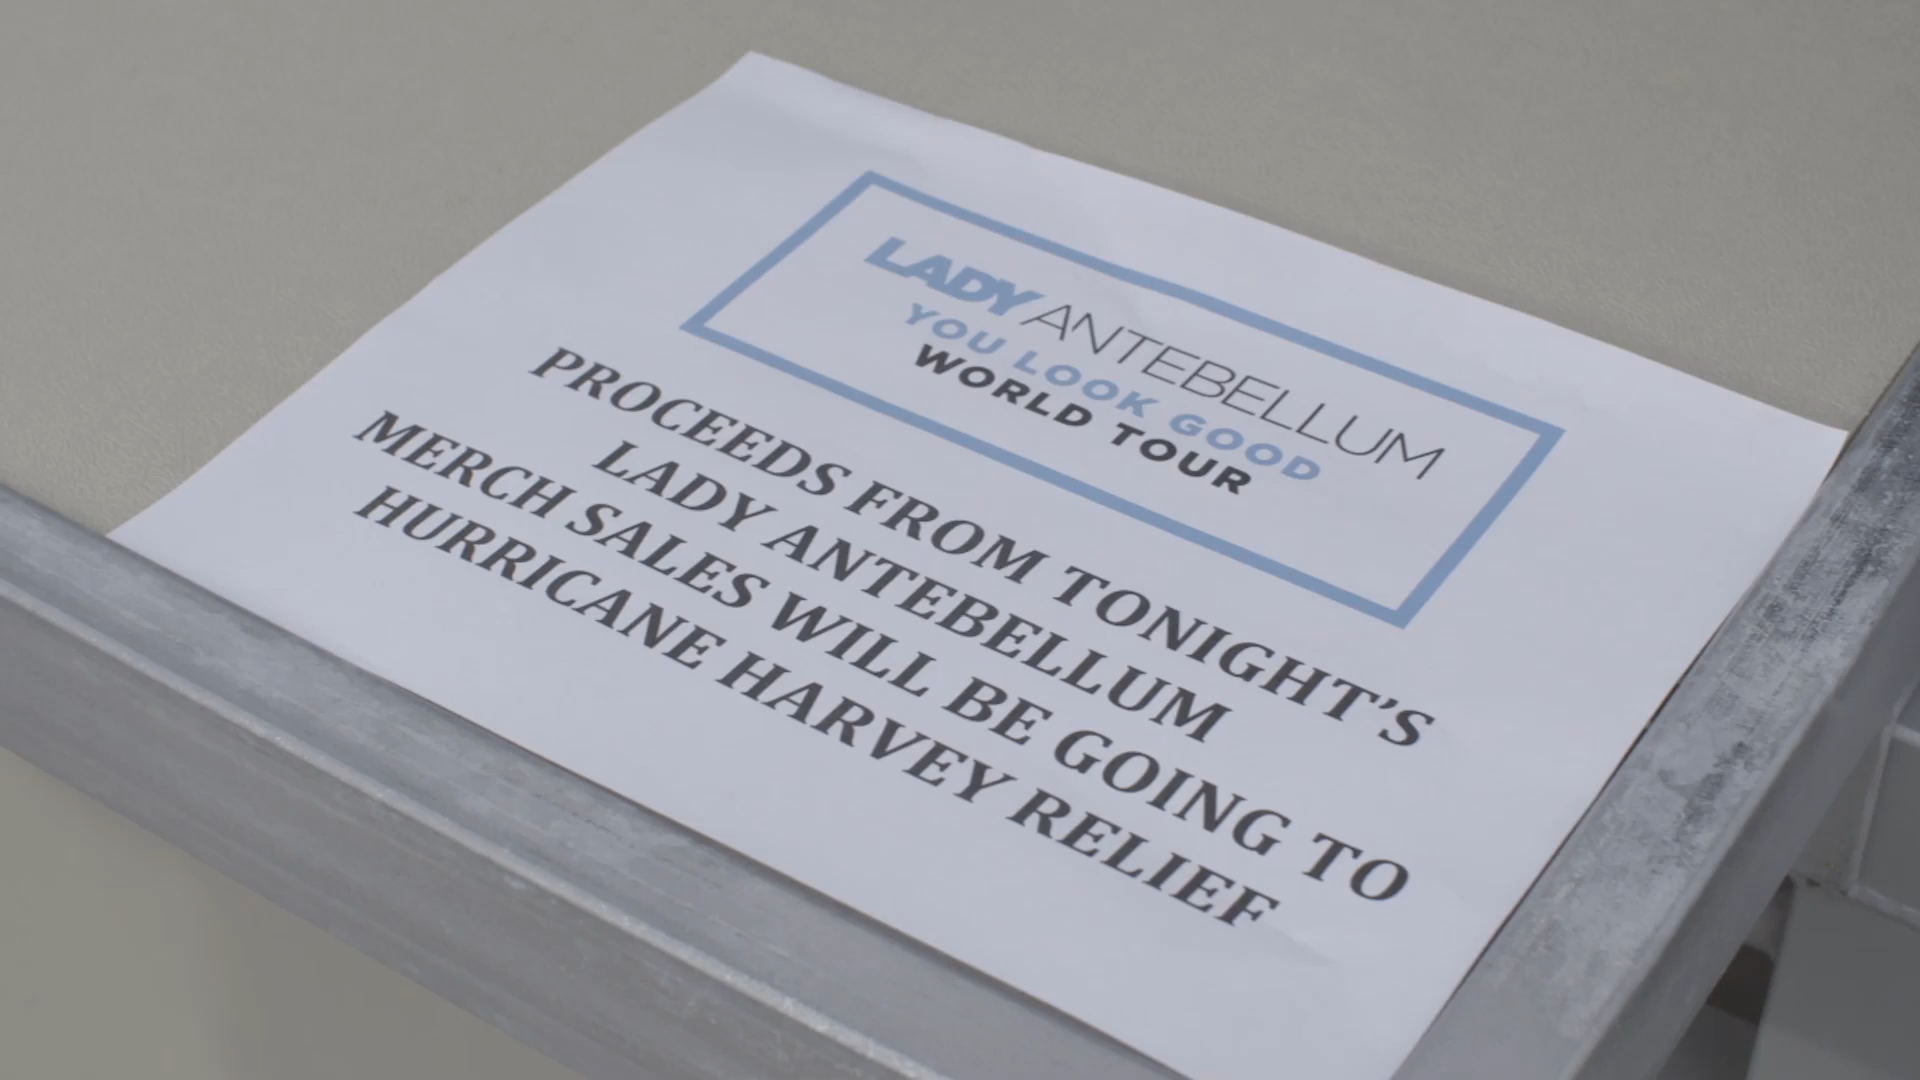 LADY ANTEBELLUM
YOU LOOK GOOD
WORLD TOUR
PROCEEDS FROM TONIGHT'S
LADY ANTEBELLUM
MERCH SALES WILL BE GOING TO
HURRICANE HARVEY RELIEF